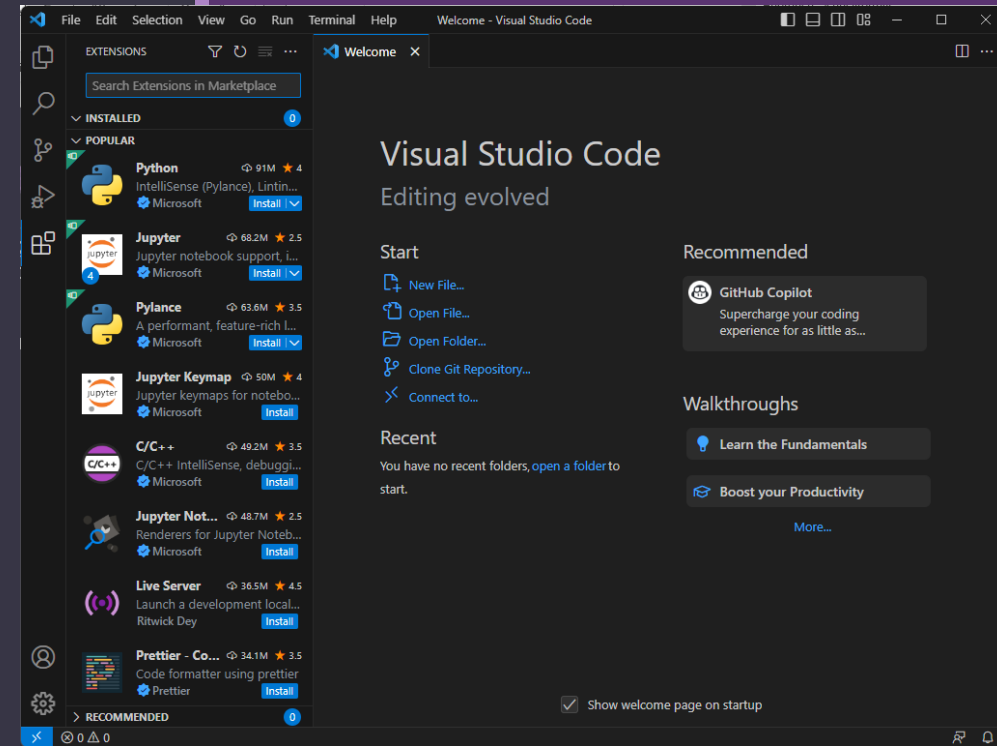 File Edit Selection View Go Run Terminal Help
Welcome - Visual Studio Code
EXTENSIONS
Search Extensions in Marketplace
INSTALLED 0
POPULAR
Python 91M 4
IntelliSense (Pylance), Lintin...
Microsoft Install
Jupyter 68.2M 2.5
Jupyter notebook support, i...
Microsoft Install
jupyter
4
Pylance 63.6M 3.5
A performant, feature-rich l...
Microsoft Install
Jupyter Keymap 50M 4
Jupyter keymaps for notebo...
Microsoft Install
jupyter
C/C++ 49.2M 3.5
C/C++ IntelliSense, debuggi...
Microsoft Install
C/C++
Jupyter Not... 48.7M 2.5
Renderers for Jupyter Noteb...
Microsoft Install
Live Server 36.5M 4.5
Launch a development local...
Ritwick Dey Install
Prettier - Co... 34.1M 3.5
Code formatter using prettier
Prettier Install
RECOMMENDED 0
0 0
Welcome
Visual Studio Code
Editing evolved
Start
New File...
Open File...
Open Folder...
Clone Git Repository...
Connect to...
Recent
You have no recent folders, open a folder to
start.
Recommended
GitHub Copilot
Supercharge your coding
experience for as little as...
Walkthroughs
Learn the Fundamentals
Boost your Productivity
More...
Show welcome page on startup